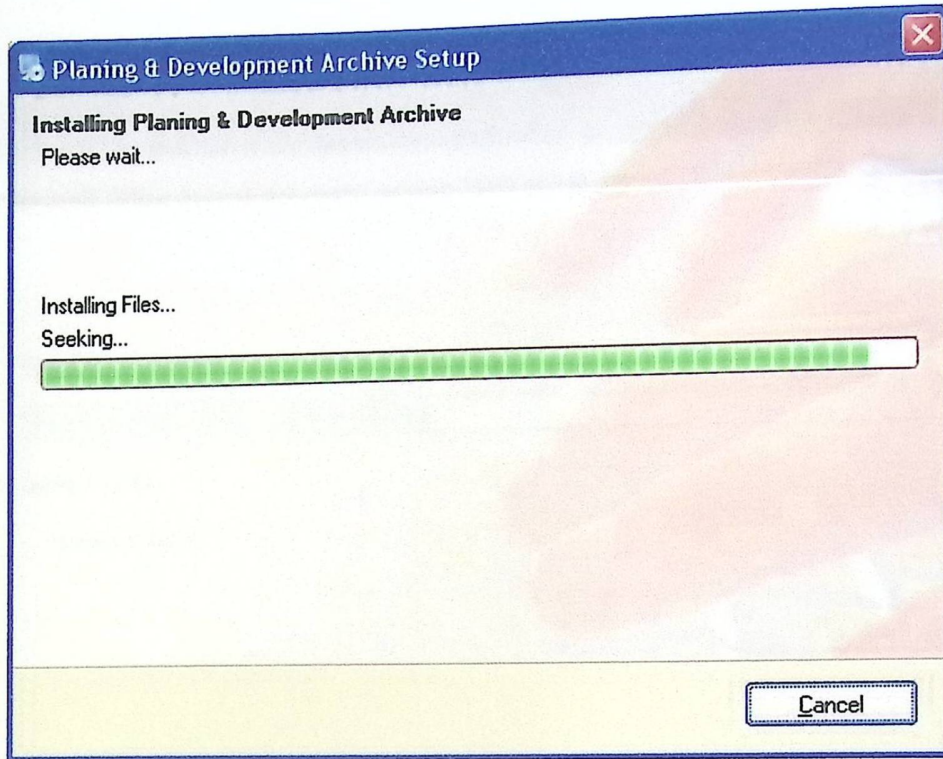 Planing & Development Archive Setup
Installing Planing & Development Archive
Please wait...
Installing Files...
Seeking...
Cancel